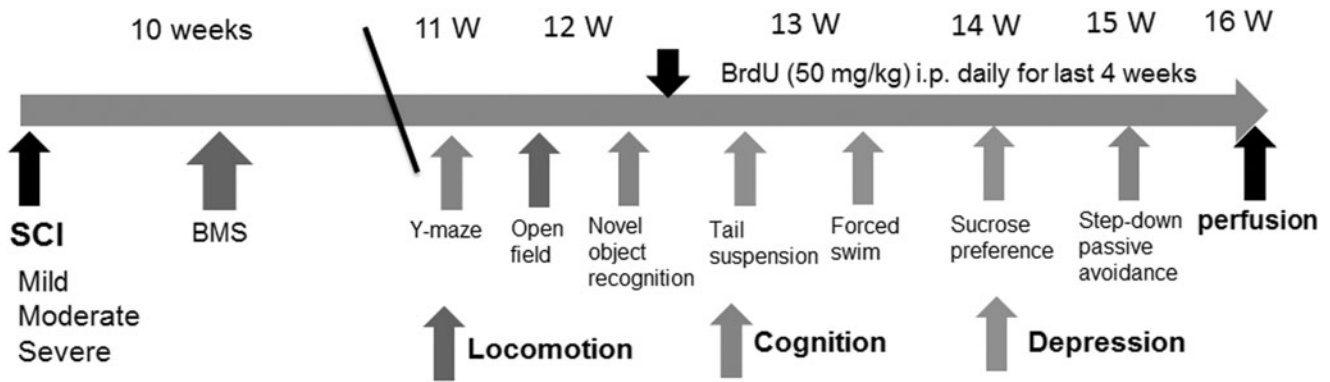 10 weeks
11 W
12 W
13 W
14 W
15 W
16 W
BrdU (50 mg/kg) i.p. daily for last 4 weeks
SCI
Mild
Moderate
Severe
BMS
Y-maze
Open
field
Novel
object
recognition
Tail
suspension
Forced
swim
Sucrose
preference
Step-down
passive
avoidance
perfusion
Locomotion
Cognition
Depression